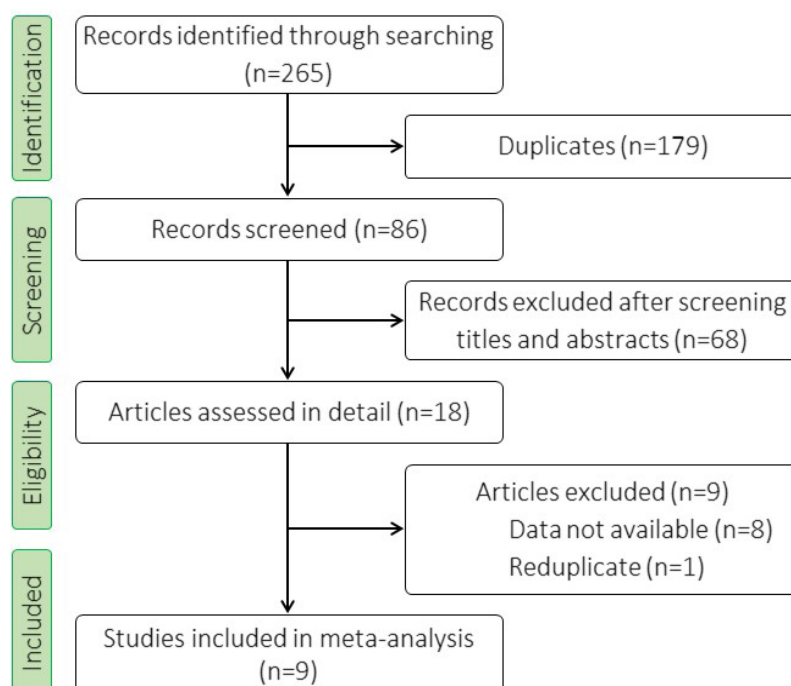 Identification
Records identified through searching
(n=265)
Duplicates (n=179)
Screening
Records screened (n=86)
Records excluded after screening
titles and abstracts (n=68)
Eligibility
Articles assessed in detail (n=18)
Articles excluded (n=9)
Data not available (n=8)
Reduplicate (n=1)
Included
Studies included in meta-analysis
(n=9)